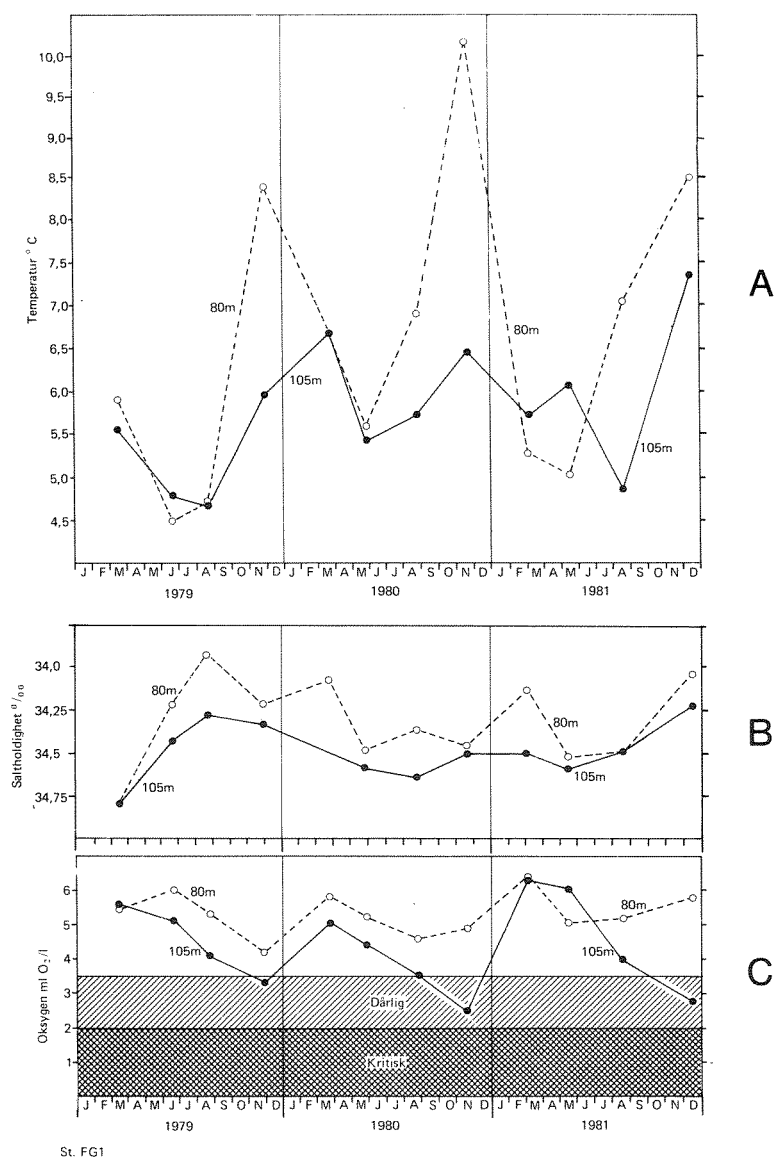 10,0
9,5
9,0
8,5
8,0
7,5
7,0
6,5
6,0
5,5
5,0
4,5
Temperatur ° C
80m
105m
80m
105m
A
J F M A M J J A S O N D J F M A M J J A S O N D J F M A M J J A S O N D
1979 1980 1981
34,0
34,25
34,5
34,75
Saltholdighet º/oo
80m
105m
80m
105m
B
6
5
4
3
2
1
Oksygen ml O2/l
80m
105m
80m
105m
Dårlig
Kritisk
C
J F M A M J J A S O N D J F M A M J J A S O N D J F M A M J J A S O N D
1979 1980 1981
St. FG1